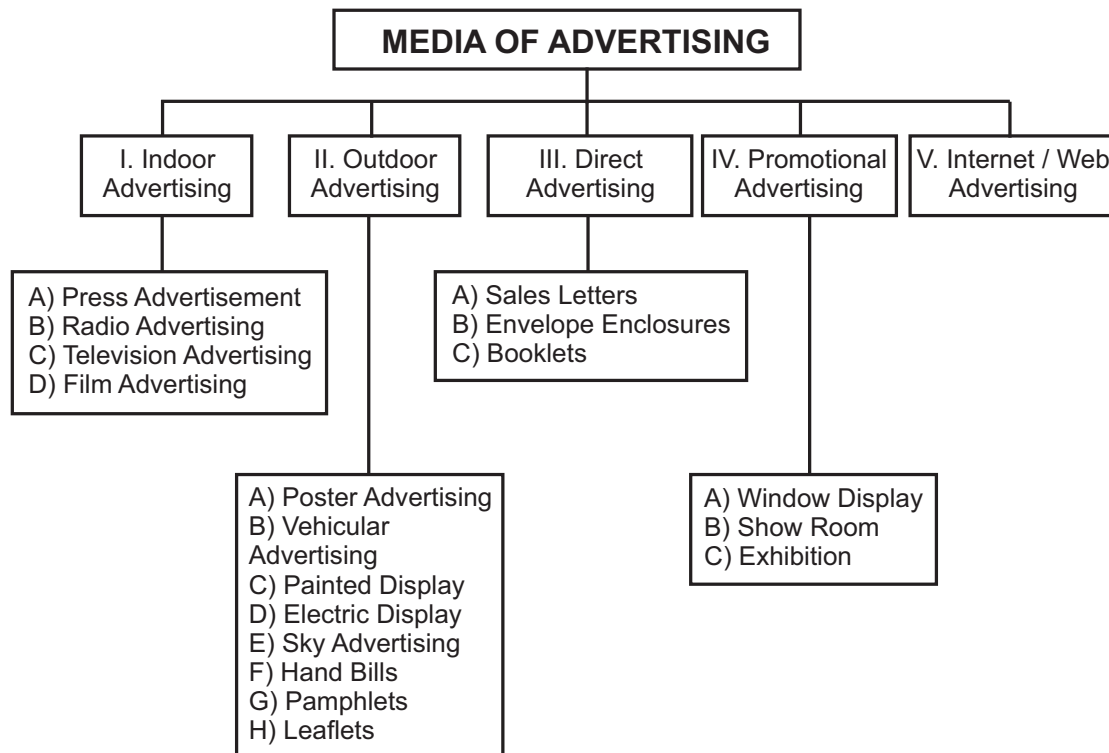 MEDIA OF ADVERTISING
I. Indoor
Advertising
II. Outdoor
Advertising
III. Direct
Advertising
IV. Promotional
Advertising
V. Internet / Web
Advertising
A) Press Advertisement
B) Radio Advertising
C) Television Advertising
D) Film Advertising
A) Sales Letters
B) Envelope Enclosures
C) Booklets
A) Poster Advertising
B) Vehicular
Advertising
C) Painted Display
D) Electric Display
E) Sky Advertising
F) Hand Bills
G) Pamphlets
H) Leaflets
A) Window Display
B) Show Room
C) Exhibition